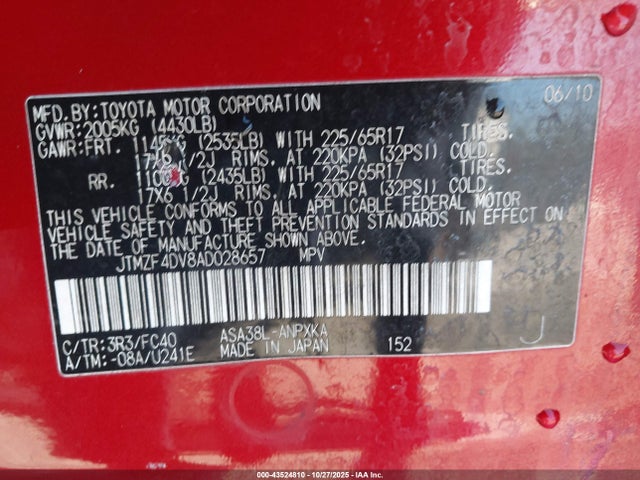 MFD.BY:TOYOTA MOTOR CORPORATION 06/10
GVWR:2005KG (4430LB)
GAWR:FRT. (2535LB) WITH 225/65R17 TIRES,
1/2J RIMS, AT 220KPA (32PSI) COLD.
RR. (2435LB) WITH 225/65R17 TIRES,
17X6 1/2J RIMS, AT 220KPA (32PSI) COLD.
THIS VEHICLE CONFORMS TO ALL APPLICABLE FEDERAL MOTOR
VEHICLE SAFETY AND THEFT PREVENTION STANDARDS IN EFFECT ON
THE DATE OF MANUFACTURE SHOWN ABOVE.
JTMZF4DV8AD028657 MPV
C/TR:3R3/FC40 ASA38L-ANPXKA
A/TM:-08A/U241E MADE IN JAPAN 152 J
000-43524810 - 10/27/2025 - IAA Inc.